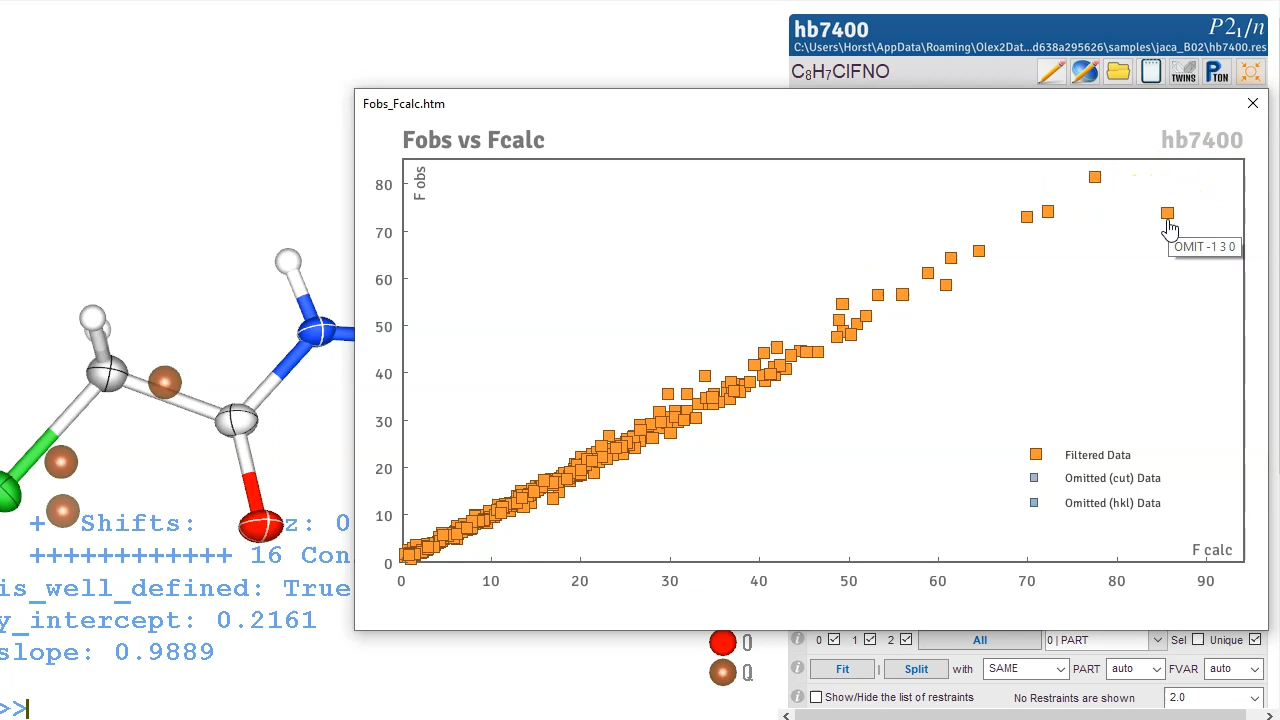 hb7400
P2₁/n
C:\Users\Horst\AppData\Roaming\Olex2Dat...d638a295626\samples\jaca_B02\hb7400.res
C₈H₇ClFNO
TWINS
PTON
Fobs_Fcalc.htm
Fobs vs Fcalc
hb7400
F obs
80
70
60
50
40
30
20
10
0
OMIT -1 3 0
Filtered Data
Omitted (cut) Data
Omitted (hkl) Data
F calc
0 10 20 30 40 50 60 70 80 90
+ Shifts: z: 0
++++++++++++ 16 Con
is_well_defined: True
y_intercept: 0.2161
slope: 0.9889
>>
O
Q
0 1 2 All 0 | PART Sel Unique
Fit | Split with SAME PART auto FVAR auto
Show/Hide the list of restraints No Restraints are shown 2.0